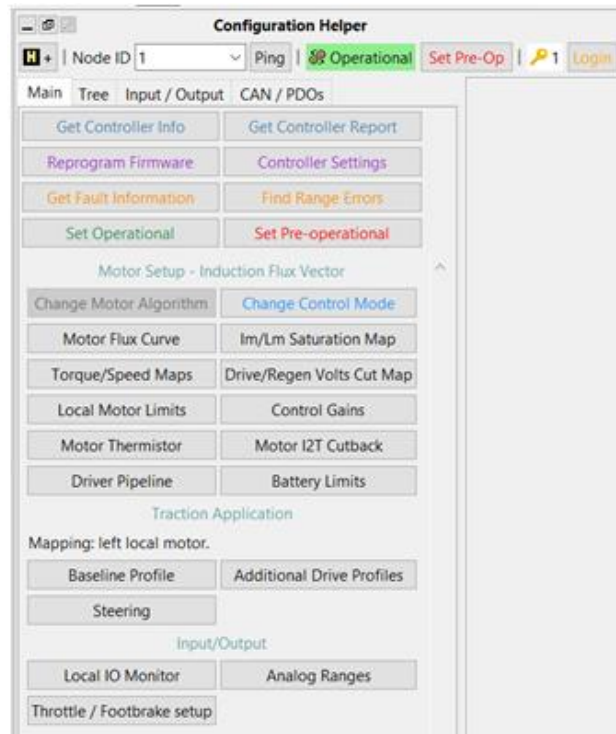 Configuration Helper
H + | Node ID 1 Ping | Operational Set Pre-Op | 1 Login
Main Tree Input / Output CAN / PDOs
Get Controller Info Get Controller Report
Reprogram Firmware Controller Settings
Get Fault Information Find Range Errors
Set Operational Set Pre-operational
Motor Setup - Induction Flux Vector
Change Motor Algorithm Change Control Mode
Motor Flux Curve Im/Lm Saturation Map
Torque/Speed Maps Drive/Regen Volts Cut Map
Local Motor Limits Control Gains
Motor Thermistor Motor I2T Cutback
Driver Pipeline Battery Limits
Traction Application
Mapping: left local motor.
Baseline Profile Additional Drive Profiles
Steering
Input/Output
Local IO Monitor Analog Ranges
Throttle / Footbrake setup